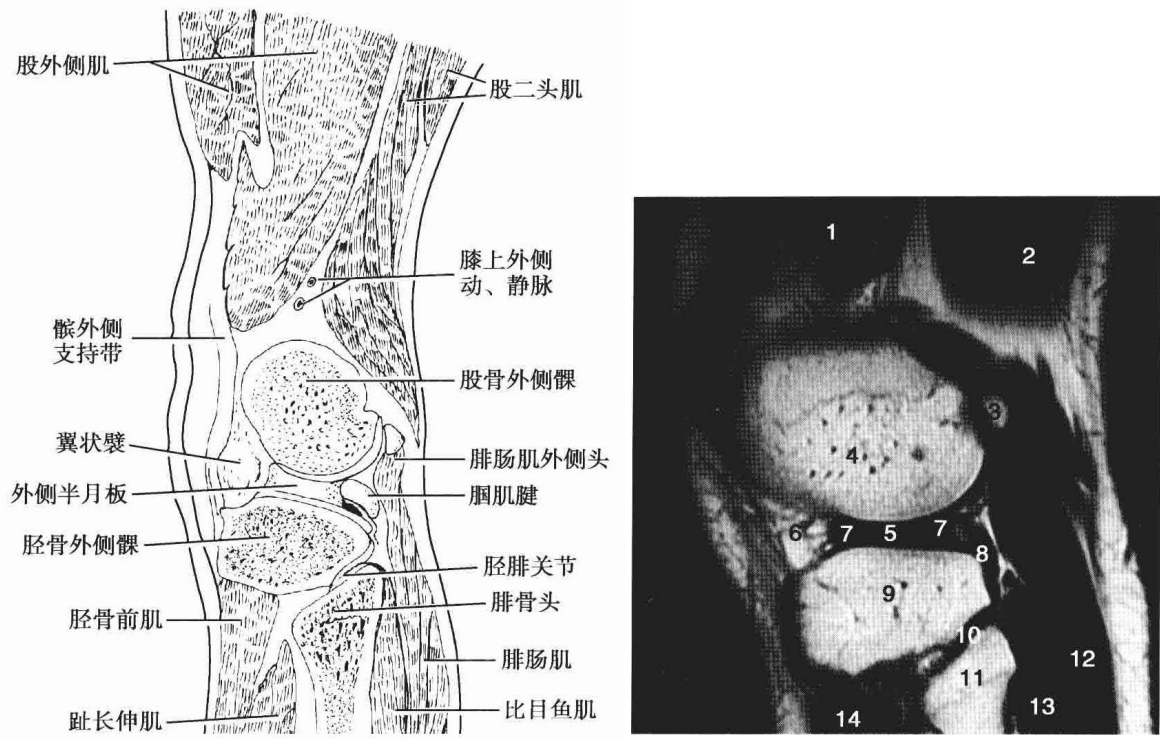 股外侧肌
股二头肌
膝上外侧
动、静脉
髌外侧
支持带
股骨外侧髁
翼状襞
腓肠肌外侧头
外侧半月板
腘肌腱
胫骨外侧髁
胫腓关节
腓骨头
胫骨前肌
腓肠肌
趾长伸肌
比目鱼肌
1
2
3
4
6
7
5
7
8
9
10
11
12
13
14